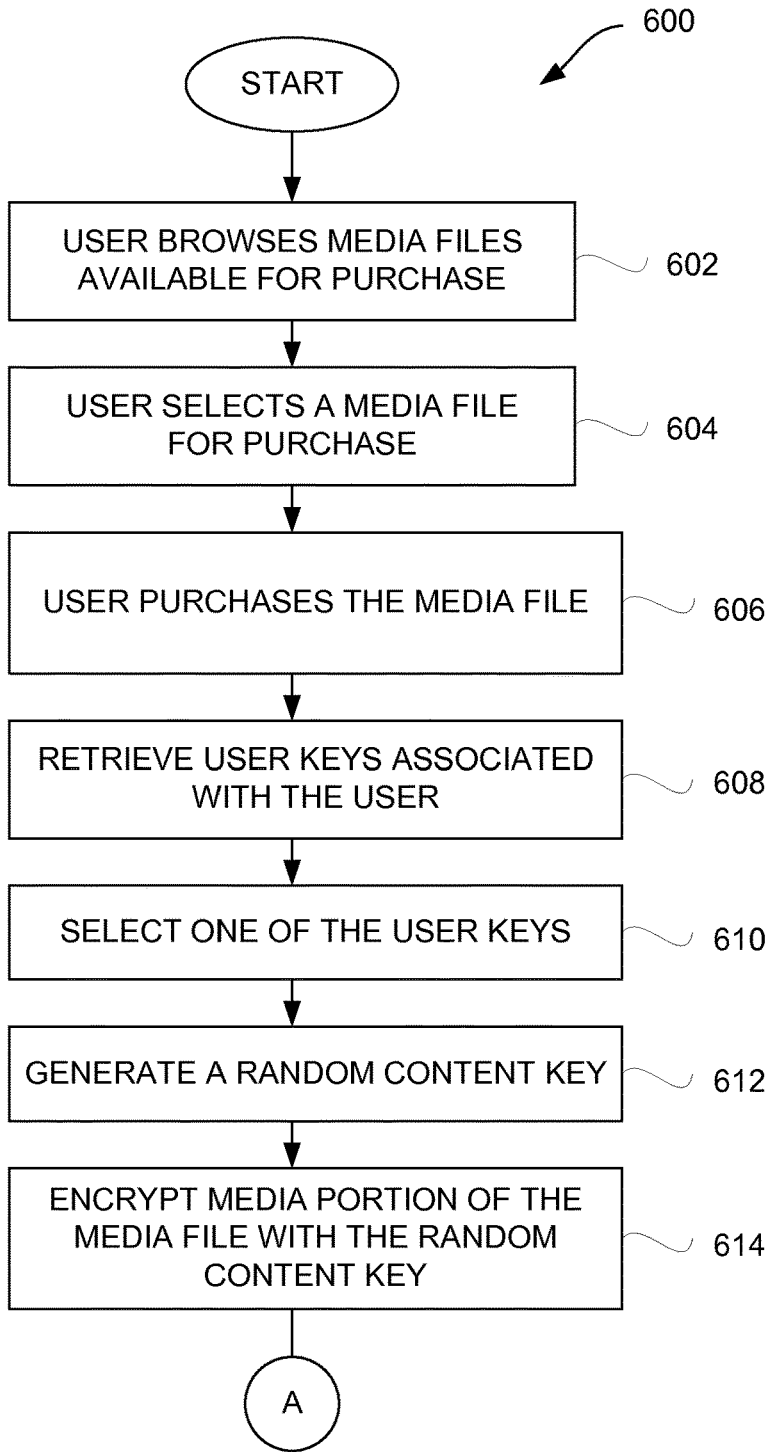 600
START
USER BROWSES MEDIA FILES
AVAILABLE FOR PURCHASE
602
USER SELECTS A MEDIA FILE
FOR PURCHASE
604
USER PURCHASES THE MEDIA FILE
606
RETRIEVE USER KEYS ASSOCIATED
WITH THE USER
608
SELECT ONE OF THE USER KEYS
610
GENERATE A RANDOM CONTENT KEY
612
ENCRYPT MEDIA PORTION OF THE
MEDIA FILE WITH THE RANDOM
CONTENT KEY
614
A